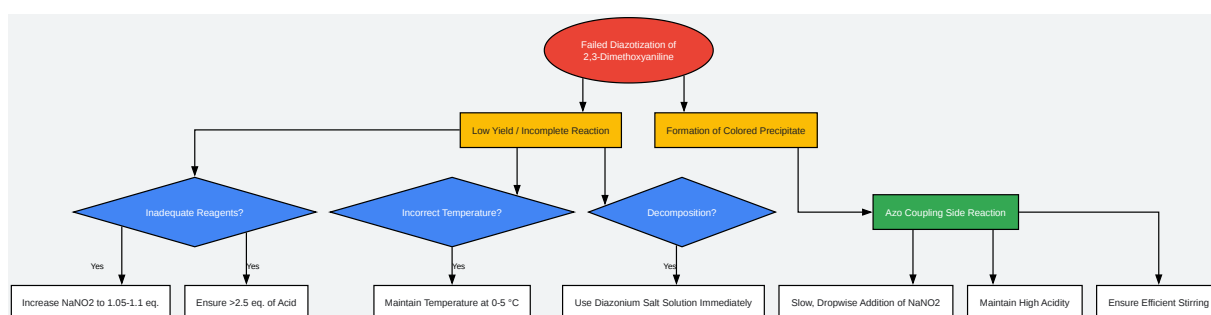 Failed Diazotization of
2,3-Dimethoxyaniline
Low Yield / Incomplete Reaction
Formation of Colored Precipitate
Inadequate Reagents?
Incorrect Temperature?
Decomposition?
Azo Coupling Side Reaction
Yes
Yes
Yes
Yes
Increase NaNO2 to 1.05-1.1 eq.
Ensure >2.5 eq. of Acid
Maintain Temperature at 0-5 °C
Use Diazonium Salt Solution Immediately
Slow, Dropwise Addition of NaNO2
Maintain High Acidity
Ensure Efficient Stirring